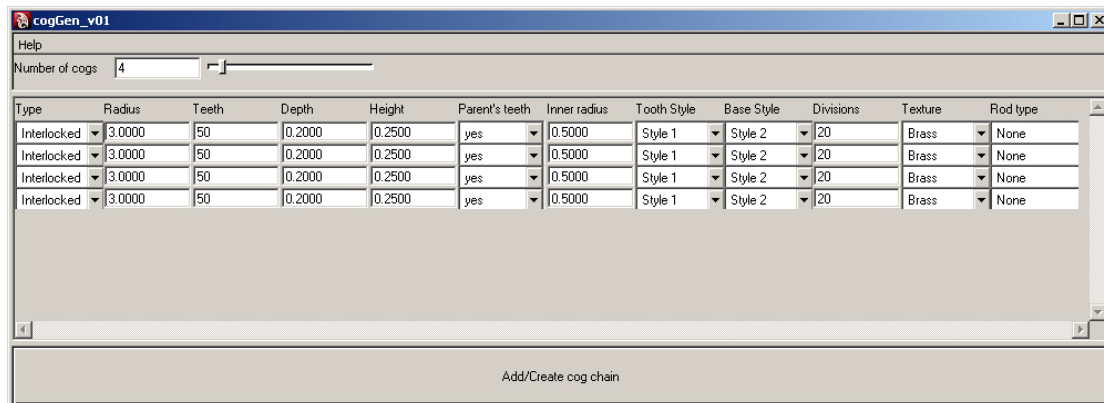 cogGen_v01
Help
Number of cogs 4
Type Radius Teeth Depth Height Parent's teeth Inner radius Tooth Style Base Style Divisions Texture Rod type
Interlocked 3.0000 50 0.2000 0.2500 yes 0.5000 Style 1 Style 2 20 Brass None
Interlocked 3.0000 50 0.2000 0.2500 yes 0.5000 Style 1 Style 2 20 Brass None
Interlocked 3.0000 50 0.2000 0.2500 yes 0.5000 Style 1 Style 2 20 Brass None
Interlocked 3.0000 50 0.2000 0.2500 yes 0.5000 Style 1 Style 2 20 Brass None
Add/Create cog chain